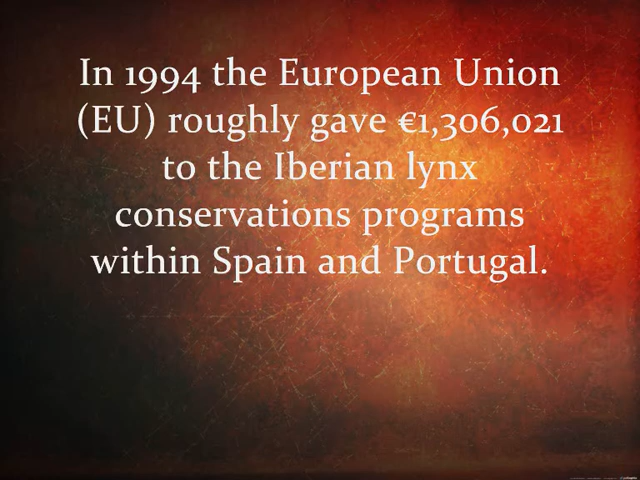 In 1994 the European Union
(EU) roughly gave €1,306,021
to the Iberian lynx
conservations programs
within Spain and Portugal.